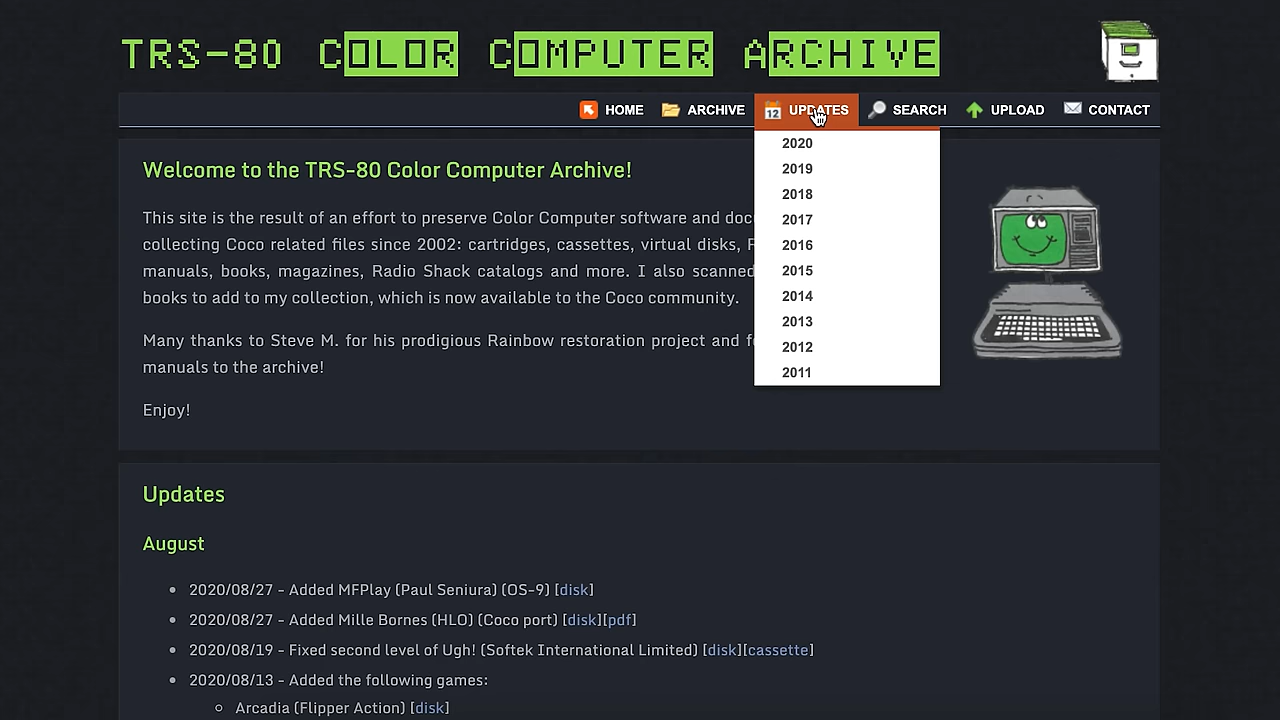 TRS-80 COLOR COMPUTER ARCHIVE
HOME ARCHIVE UPDATES SEARCH UPLOAD CONTACT
12
2020
2019
2018
2017
2016
2015
2014
2013
2012
2011
Welcome to the TRS-80 Color Computer Archive!
This site is the result of an effort to preserve Color Computer software and
collecting Coco related files since 2002: cartridges, cassettes, virtual disks,
manuals, books, magazines, Radio Shack catalogs and more. I also scanned
books to add to my collection, which is now available to the Coco community.
Many thanks to Steve M. for his prodigious Rainbow restoration project and
manuals to the archive!
Enjoy!
Updates
August
2020/08/27 - Added MFPlay (Paul Seniura) (OS-9) [disk]
2020/08/27 - Added Mille Bornes (HLO) (Coco port) [disk][pdf]
2020/08/19 - Fixed second level of Ugh! (Softek International Limited) [disk][cassette]
2020/08/13 - Added the following games:
Arcadia (Flipper Action) [disk]